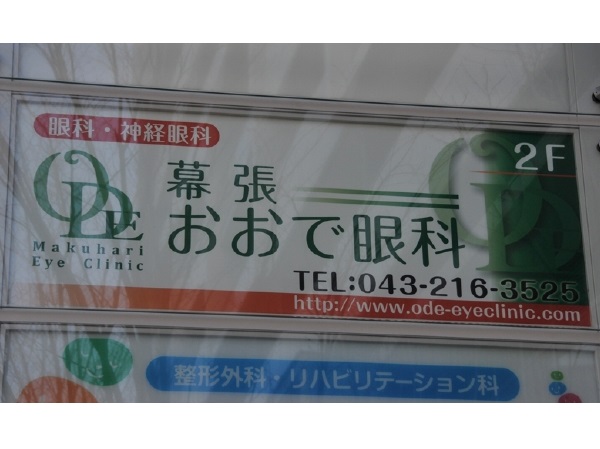 眼科・神経眼科
ODE
Makuhari
Eye Clinic
幕張
おおで眼科
2F
OD
TEL:043-216-3525
http://www.ode-eyeclinic.com
整形外科・リハビリテーション科